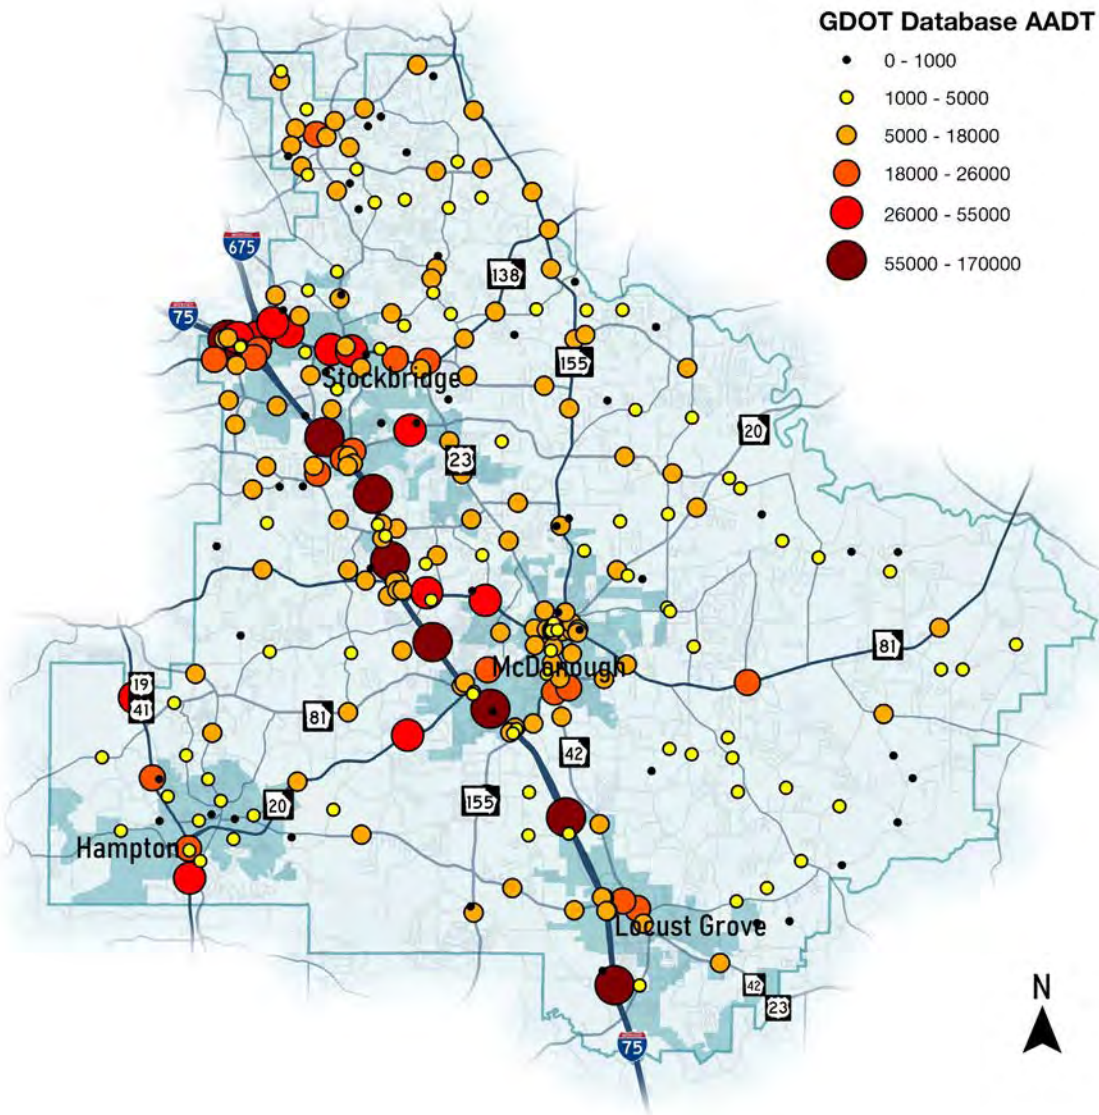 GDOT Database AADT
0 - 1000
1000 - 5000
5000 - 18000
18000 - 26000
26000 - 55000
55000 - 170000
675
138
75
155
Stockbridge
20
23
81
McDonough
19
41
81
42
20
155
Hampton
Locust Grove
42
23
N
75